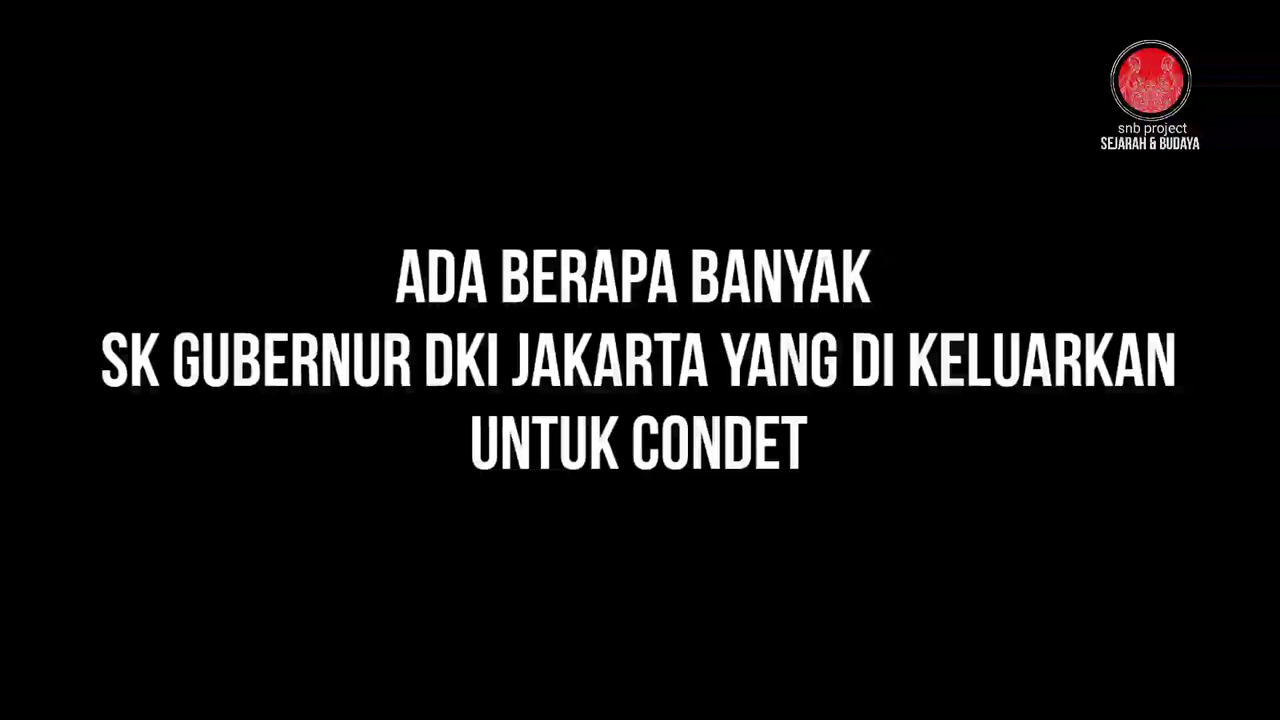 snb project
SEJARAH & BUDAYA
ADA BERAPA BANYAK
SK GUBERNUR DKI JAKARTA YANG DI KELUARKAN
UNTUK CONDET